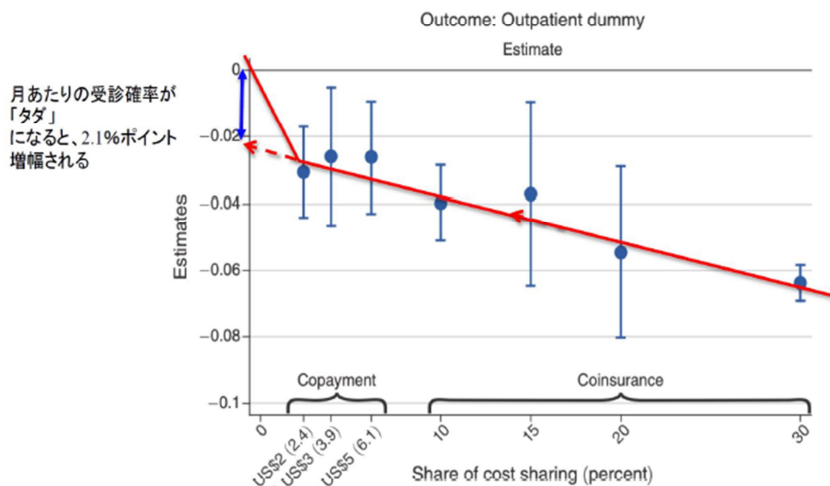 Outcome: Outpatient dummy
Estimate
月あたりの受診確率が
「タダ」
になると、2.1%ポイント
増幅される
0
−0.02
−0.04
−0.06
−0.08
−0.1
Estimates
Copayment
Coinsurance
0
US$2 (2.4)
US$3 (3.9)
US$5 (6.1)
10
15
20
30
Share of cost sharing (percent)